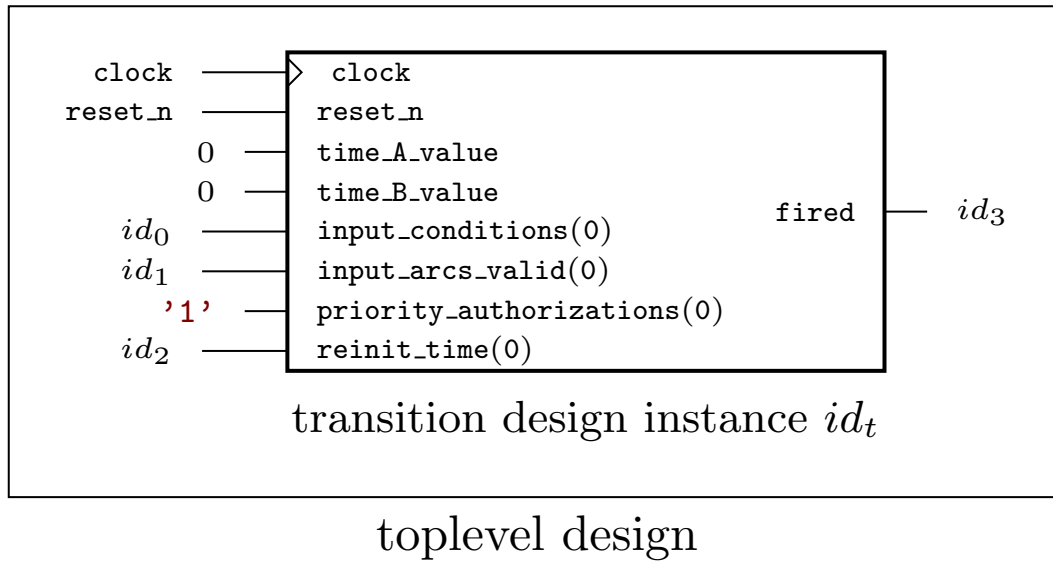 clock clock
reset_n reset_n
0 time_A_value
0 time_B_value
fired id₃
id₀ input_conditions(0)
id₁ input_arcs_valid(0)
'1' priority_authorizations(0)
id₂ reinit_time(0)
transition design instance idₜ
toplevel design